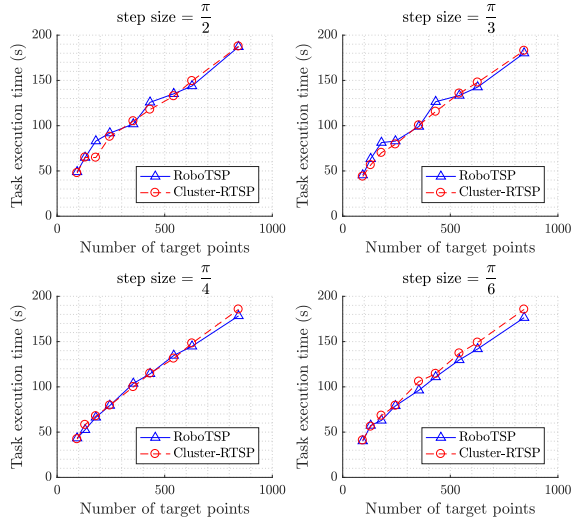 step size = π/2
200
150
100
50
0
Task execution time (s)
RoboTSP
Cluster-RTSP
0 500 1000
Number of target points
step size = π/3
200
150
100
50
0
Task execution time (s)
RoboTSP
Cluster-RTSP
0 500 1000
Number of target points
step size = π/4
200
150
100
50
0
Task execution time (s)
RoboTSP
Cluster-RTSP
0 500 1000
Number of target points
step size = π/6
200
150
100
50
0
Task execution time (s)
RoboTSP
Cluster-RTSP
0 500 1000
Number of target points